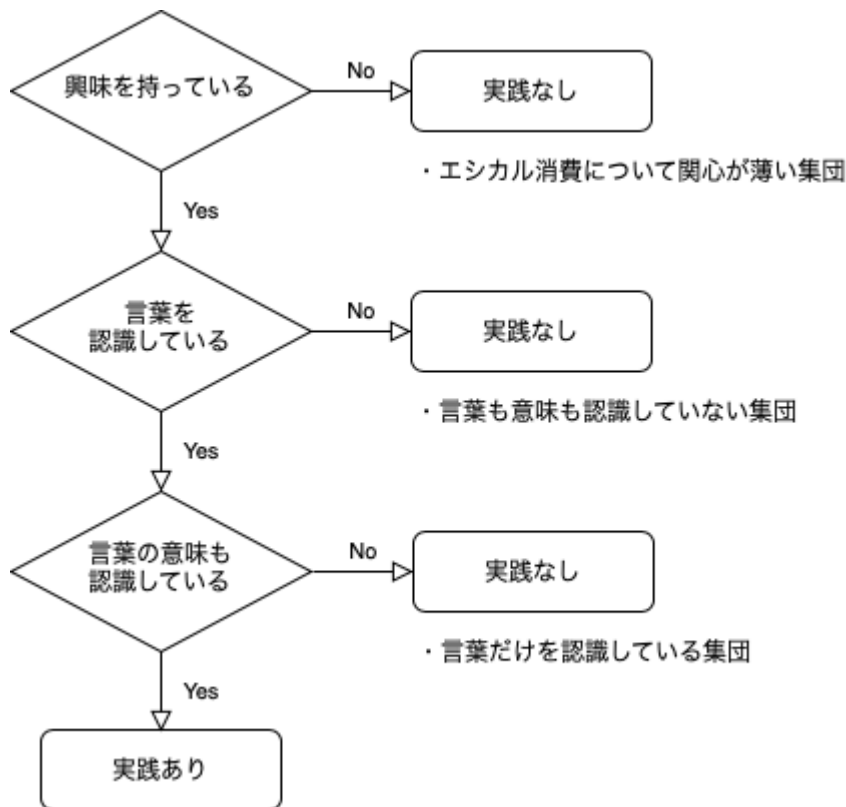 興味を持っている
No
実践なし
・エシカル消費について関心が薄い集団
Yes
言葉を
認識している
No
実践なし
・言葉も意味も認識していない集団
Yes
言葉の意味も
認識している
No
実践なし
・言葉だけを認識している集団
Yes
実践あり